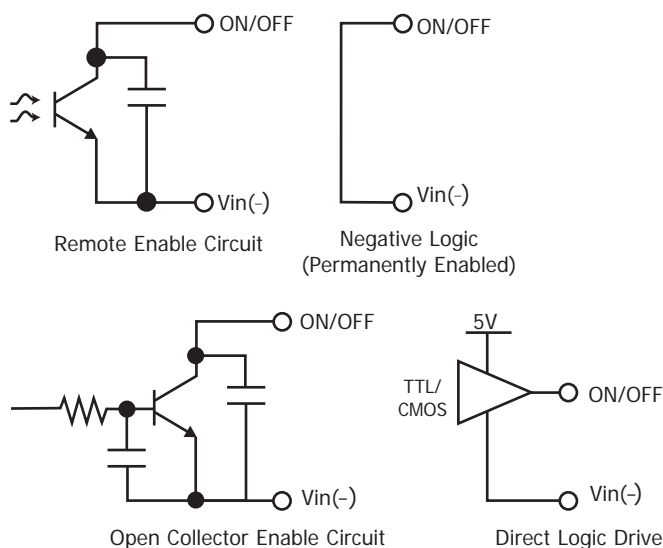 ON/OFF
Vin(–)
Remote Enable Circuit
ON/OFF
Vin(–)
Negative Logic
(Permanently Enabled)
ON/OFF
Vin(–)
Open Collector Enable Circuit
5V
TTL/
CMOS
ON/OFF
Vin(–)
Direct Logic Drive